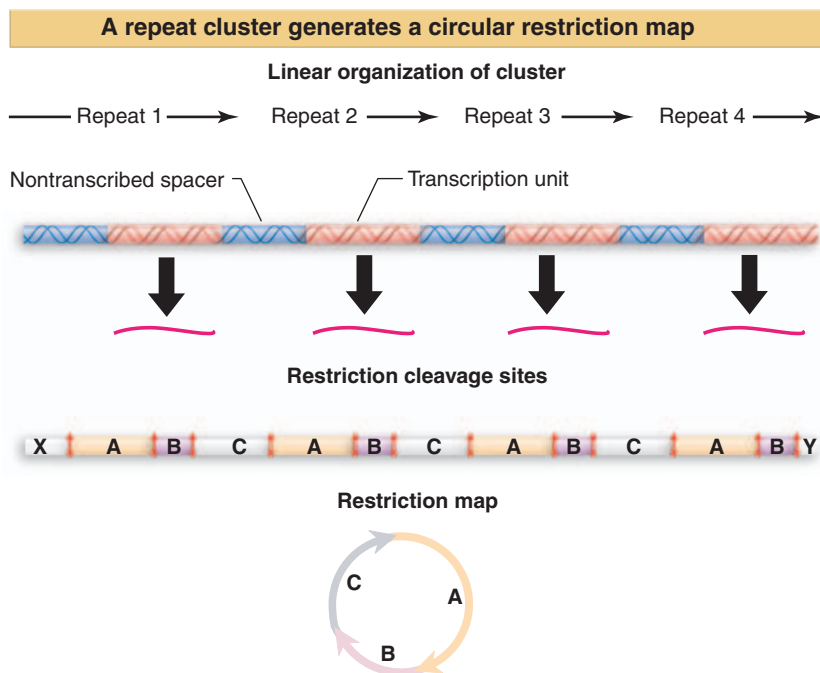 A repeat cluster generates a circular restriction map
Linear organization of cluster
Repeat 1 Repeat 2 Repeat 3 Repeat 4
Nontranscribed spacer Transcription unit
Restriction cleavage sites
X A B C A B C A B C A B Y
Restriction map
C A
B